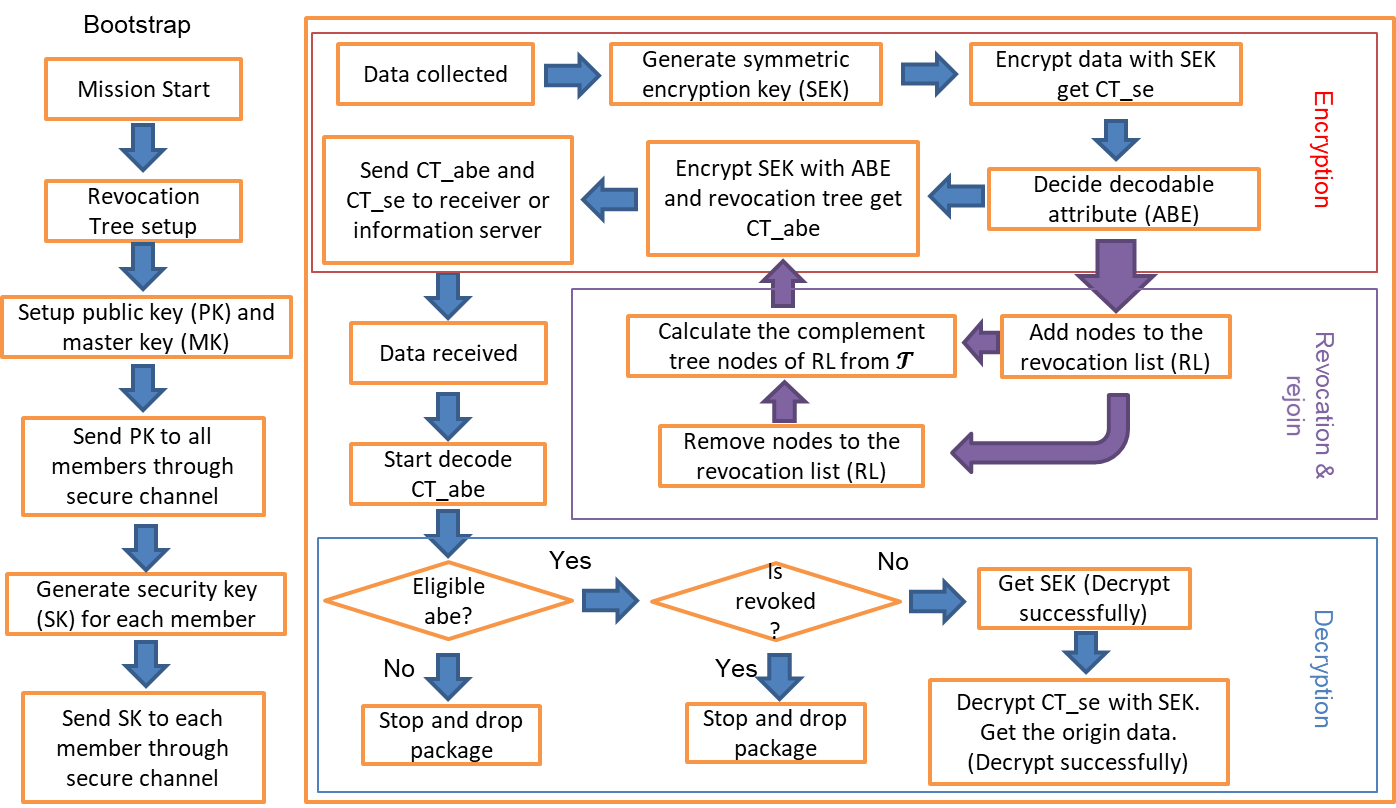 Bootstrap
Mission Start
Revocation
Tree setup
Setup public key (PK) and
master key (MK)
Send PK to all
members through
secure channel
Generate security key
(SK) for each member
Send SK to each
member through
secure channel
Encryption
Data collected
Generate symmetric
encryption key (SEK)
Encrypt data with SEK
get CT_se
Decide decodable
attribute (ABE)
Encrypt SEK with ABE
and revocation tree get
CT_abe
Send CT_abe and
CT_se to receiver or
information server
Revocation &
rejoin
Add nodes to the
revocation list (RL)
Calculate the complement
tree nodes of RL from 𝓣
Remove nodes to the
revocation list (RL)
Data received
Start decode
CT_abe
Decryption
Eligible
abe?
Yes
No
Stop and drop
package
Is
revoked
?
No
Yes
Stop and drop
package
Get SEK (Decrypt
successfully)
Decrypt CT_se with SEK.
Get the origin data.
(Decrypt successfully)